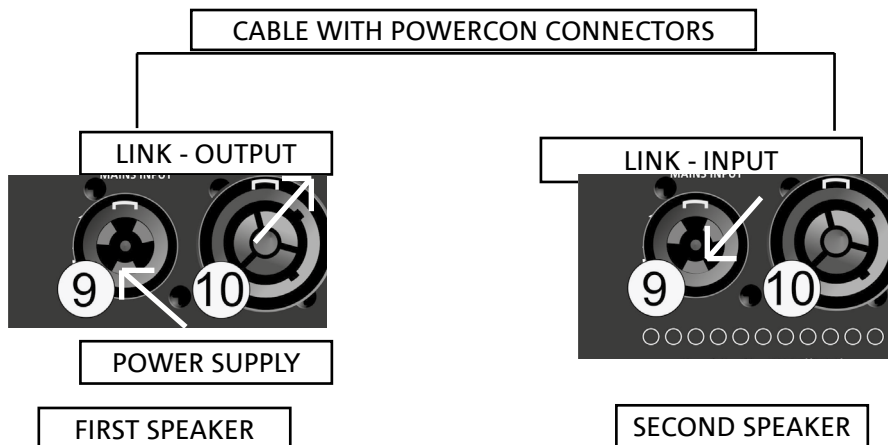 CABLE WITH POWERCON CONNECTORS
LINK - OUTPUT
LINK - INPUT
MAINS INPUT
MAINS INPUT
9
10
9
10
POWER SUPPLY
FIRST SPEAKER
SECOND SPEAKER